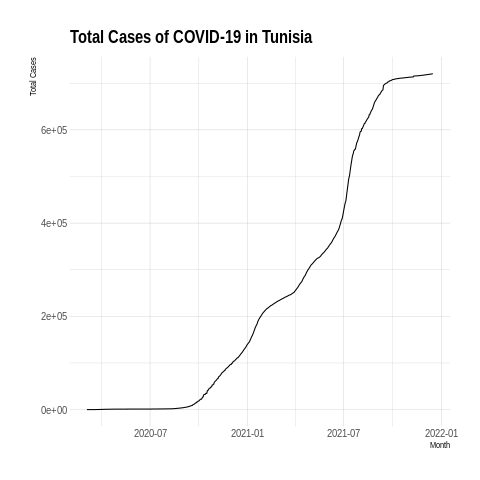 Total Cases of COVID-19 in Tunisia
Total Cases
6e+05
4e+05
2e+05
0e+00
2020-07 2021-01 2021-07 2022-01
Month